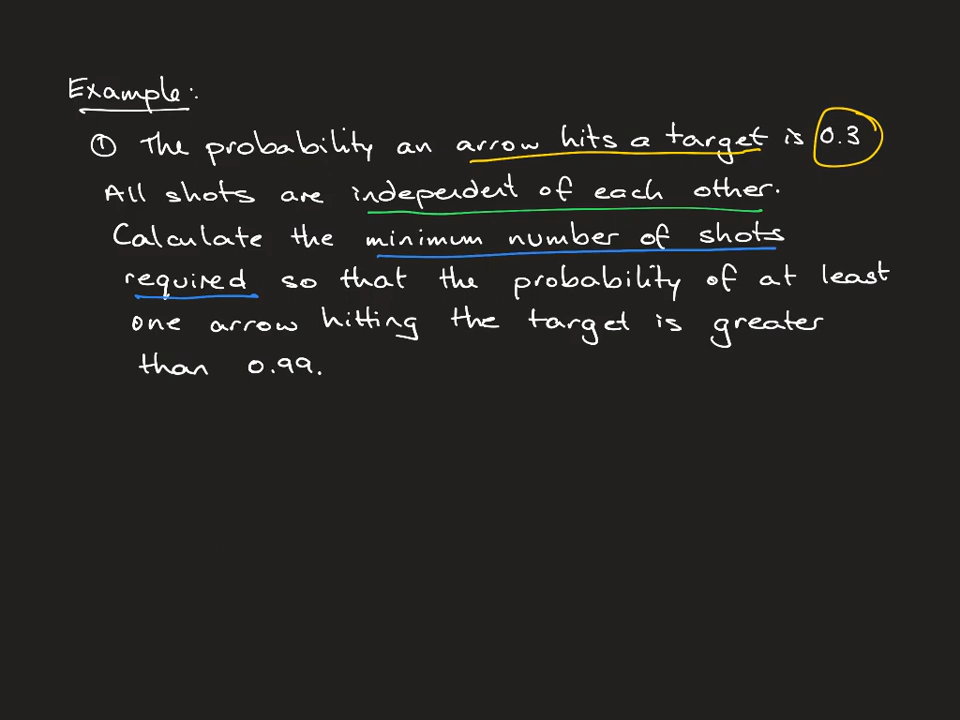 Example:
① The probability an arrow hits a target is 0.3
All shots are independent of each other.
Calculate the minimum number of shots
required so that the probability of at least
one arrow hitting the target is greater
than 0.99.